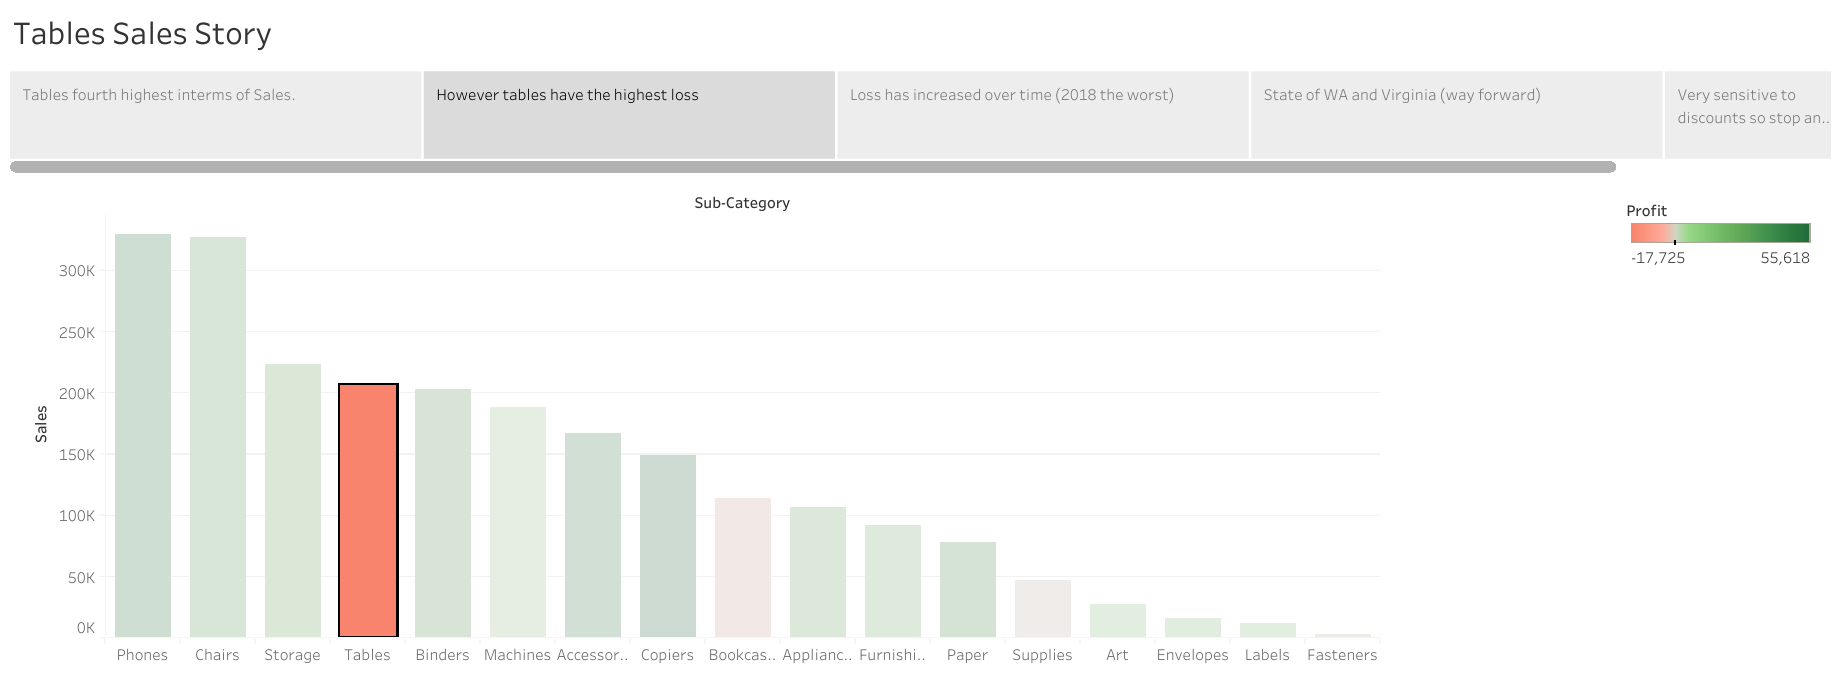 Tables Sales Story
Tables fourth highest interms of Sales.
However tables have the highest loss
Loss has increased over time (2018 the worst)
State of WA and Virginia (way forward)
Very sensitive to
discounts so stop an..
Sub-Category
Profit
-17,725 55,618
300K
250K
200K
150K
100K
50K
0K
Sales
Phones Chairs Storage Tables Binders Machines Accessor.. Copiers Bookcas.. Applianc.. Furnishi.. Paper Supplies Art Envelopes Labels Fasteners